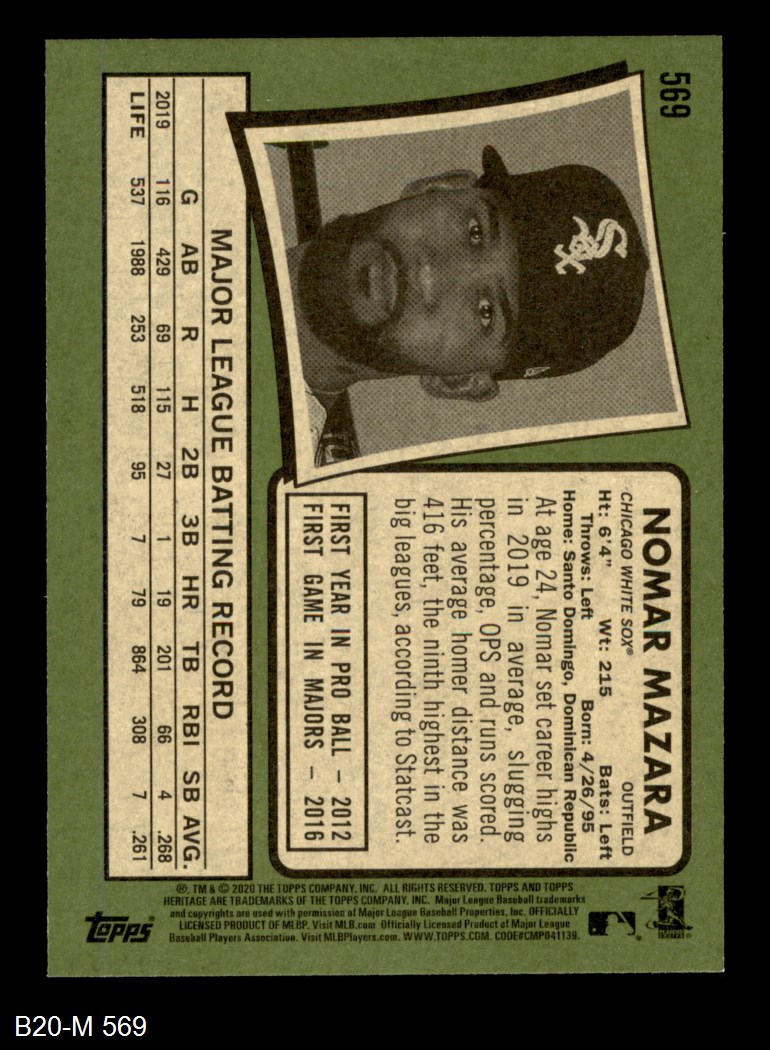 569
NOMAR MAZARA
CHICAGO WHITE SOX® OUTFIELD
Ht: 6'4" Wt: 215 Bats: Left
Throws: Left Born: 4/26/95
Home: Santo Domingo, Dominican Republic
At age 24, Nomar set career highs
in 2019 in average, slugging
percentage, OPS and runs scored.
His average homer distance was
416 feet, the ninth highest in the
big leagues, according to Statcast.
FIRST YEAR IN PRO BALL – 2012
FIRST GAME IN MAJORS – 2016
MAJOR LEAGUE BATTING RECORD
G AB R H 2B 3B HR TB RBI SB AVG.
2019 116 429 69 115 27 1 19 201 66 4 .268
LIFE 537 1988 253 518 95 7 79 864 308 7 .261
®, TM & © 2020 THE TOPPS COMPANY, INC. ALL RIGHTS RESERVED. TOPPS AND TOPPS
HERITAGE ARE TRADEMARKS OF THE TOPPS COMPANY, INC. Major League Baseball trademarks
and copyrights are used with permission of Major League Baseball Properties, Inc. OFFICIALLY
LICENSED PRODUCT OF MLBP. Visit MLB.com Officially Licensed Product of Major League
Baseball Players Association. Visit MLBPlayers.com. WWW.TOPPS.COM. CODE#CMP041139.
Topps®
Sox
B20-M 569